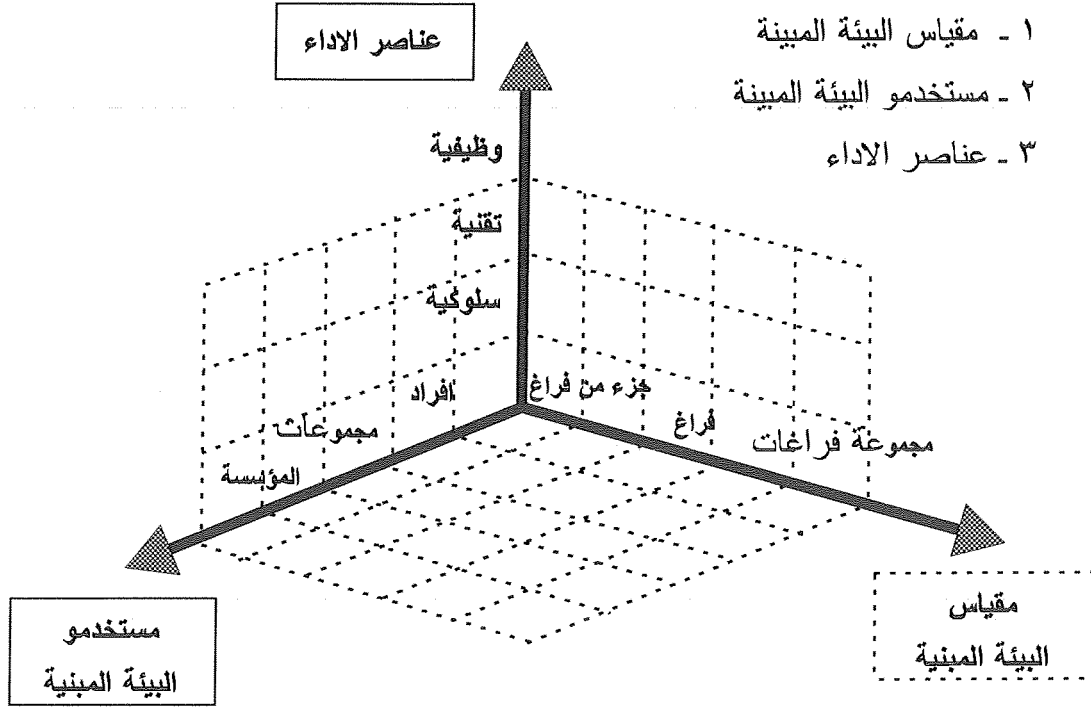 ١ - مقياس البيئة المبينة
٢ - مستخدمو البيئة المبينة
٣ - عناصر الاداء
عناصر الاداء
وظيفية
تقنية
سلوكية
افراد
مجموعات
المؤسسة
جزء من فراغ
فراغ
مجموعة فراغات
مستخدمو
البيئة المبنية
مقياس
البيئة المبنية